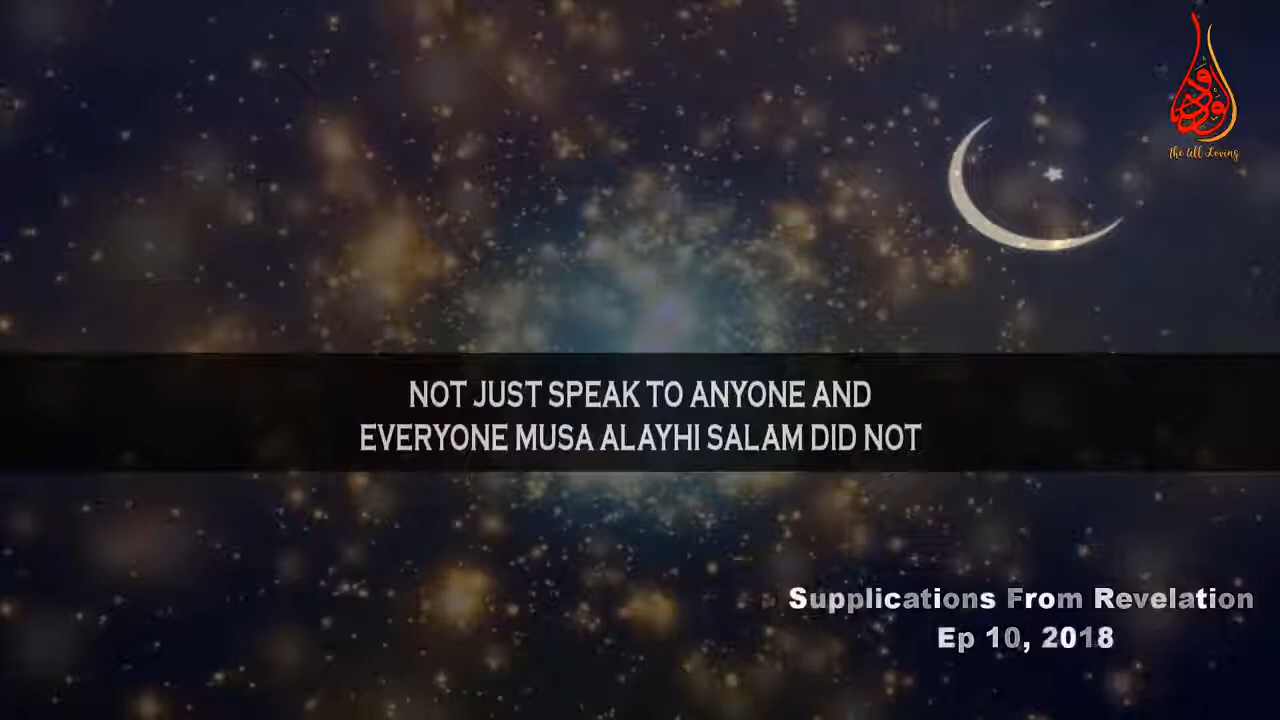 الودود
The All Loving
NOT JUST SPEAK TO ANYONE AND
EVERYONE MUSA ALAYHI SALAM DID NOT
Supplications From Revelation
Ep 10, 2018